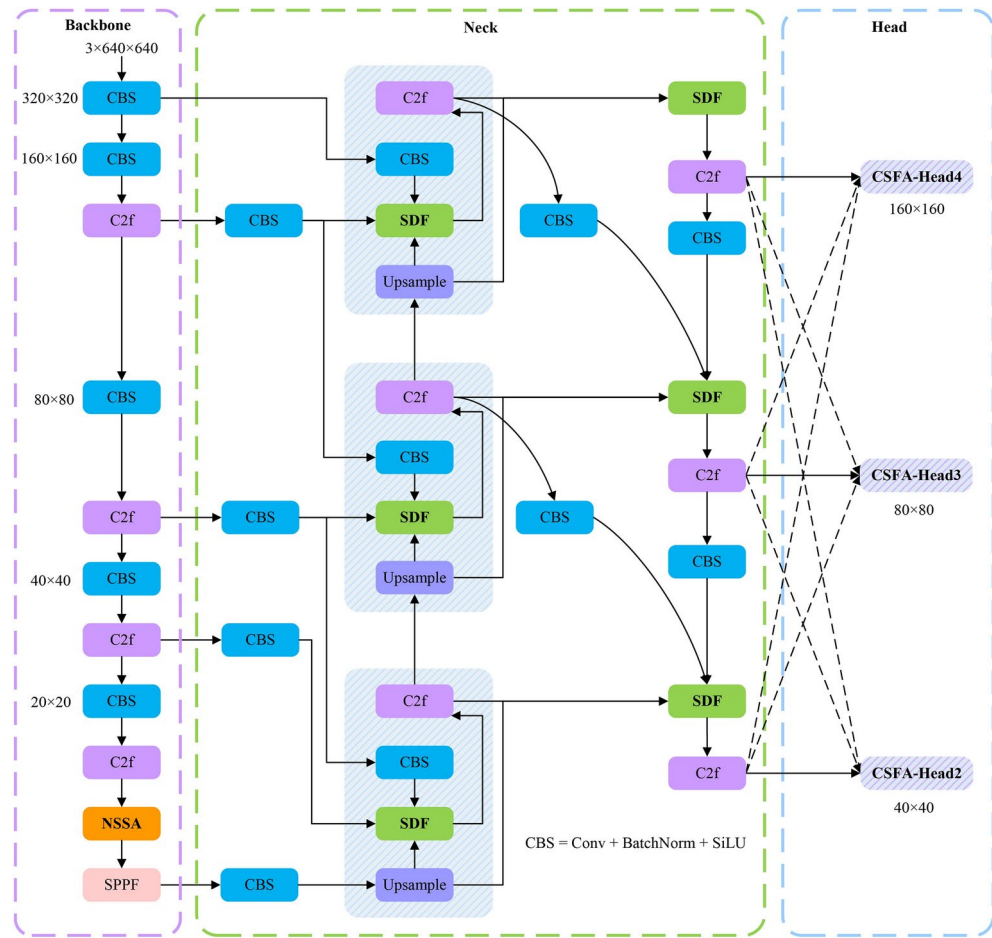 Backbone
3×640×640
320×320
CBS
160×160
CBS
C2f
80×80
CBS
C2f
40×40
CBS
C2f
20×20
CBS
C2f
NSSA
SPPF
Neck
CBS
CBS
CBS
CBS
C2f
CBS
SDF
Upsample
C2f
CBS
SDF
Upsample
C2f
CBS
SDF
Upsample
CBS
CBS
SDF
C2f
CBS
SDF
C2f
CBS
SDF
C2f
CBS = Conv + BatchNorm + SiLU
Head
CSFA-Head4
160×160
CSFA-Head3
80×80
CSFA-Head2
40×40